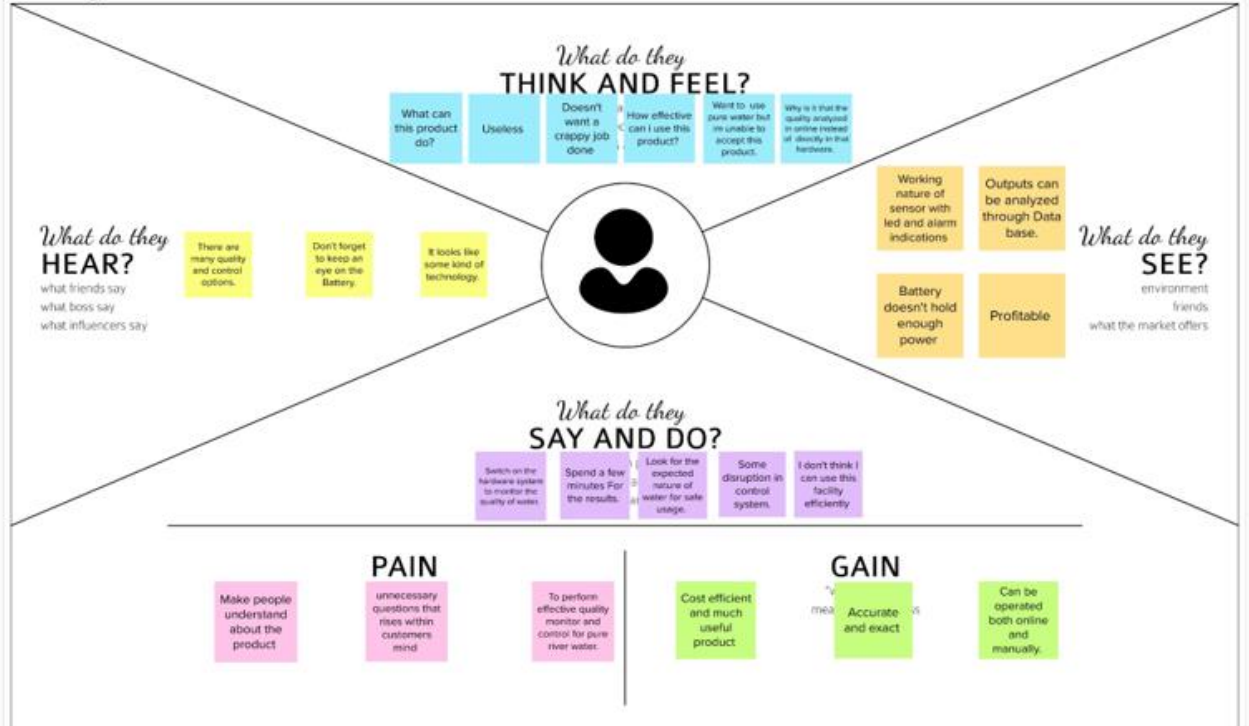 What do they
THINK AND FEEL?
What can
this product
do?
Useless
Doesn't
want a
crappy job
done
How effective
can I use this
product?
Want to use
pure water but
im unable to
accept this
product.
Why is it that the
quality analyzed
in online instead
of directly in that
hardware.
What do they
HEAR?
what friends say
what boss say
what influencers say
There are
many quality
and control
options.
Don't forget
to keep an
eye on the
Battery.
It looks like
some kind of
technology.
Working
nature of
sensor with
led and alarm
indications
Outputs can
be analyzed
through Data
base.
Battery
doesn't hold
enough
power
Profitable
What do they
SEE?
environment
friends
what the market offers
What do they
SAY AND DO?
Switch on the
hardware system
to monitor the
quality of water.
Spend a few
minutes For
the results.
Look for the
expected
nature of
water for safe
usage.
Some
disruption in
control
system.
I don't think I
can use this
facility
efficiently
PAIN
Make people
understand
about the
product
unnecessary
questions that
rises within
customers
mind
To perform
effective quality
monitor and
control for pure
river water.
GAIN
Cost efficient
and much
useful
product
Accurate
and exact
Can be
operated
both online
and
manually.